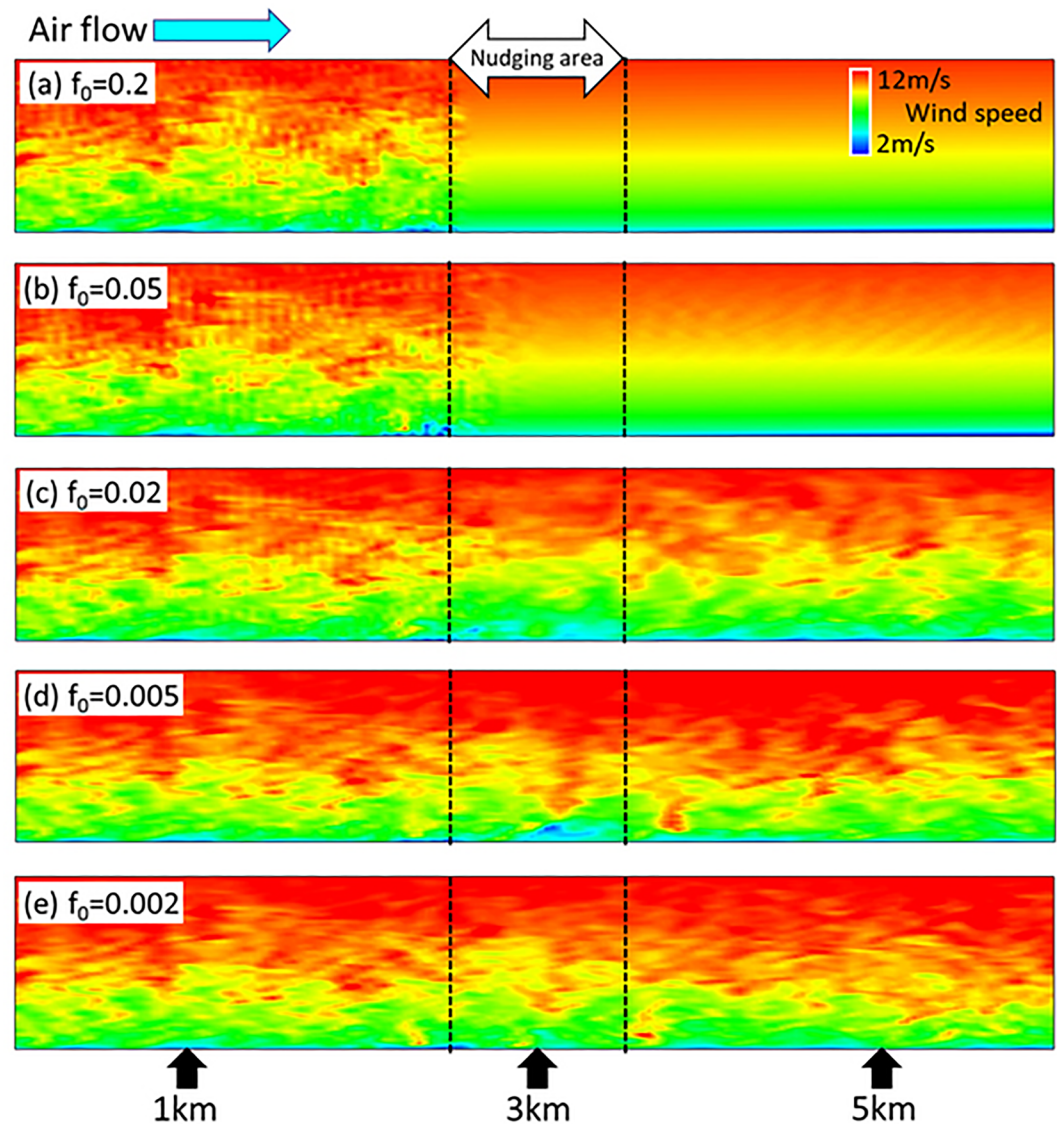 Air flow
Nudging area
(a) f₀=0.2
12m/s
Wind speed
2m/s
(b) f₀=0.05
(c) f₀=0.02
(d) f₀=0.005
(e) f₀=0.002
1km
3km
5km